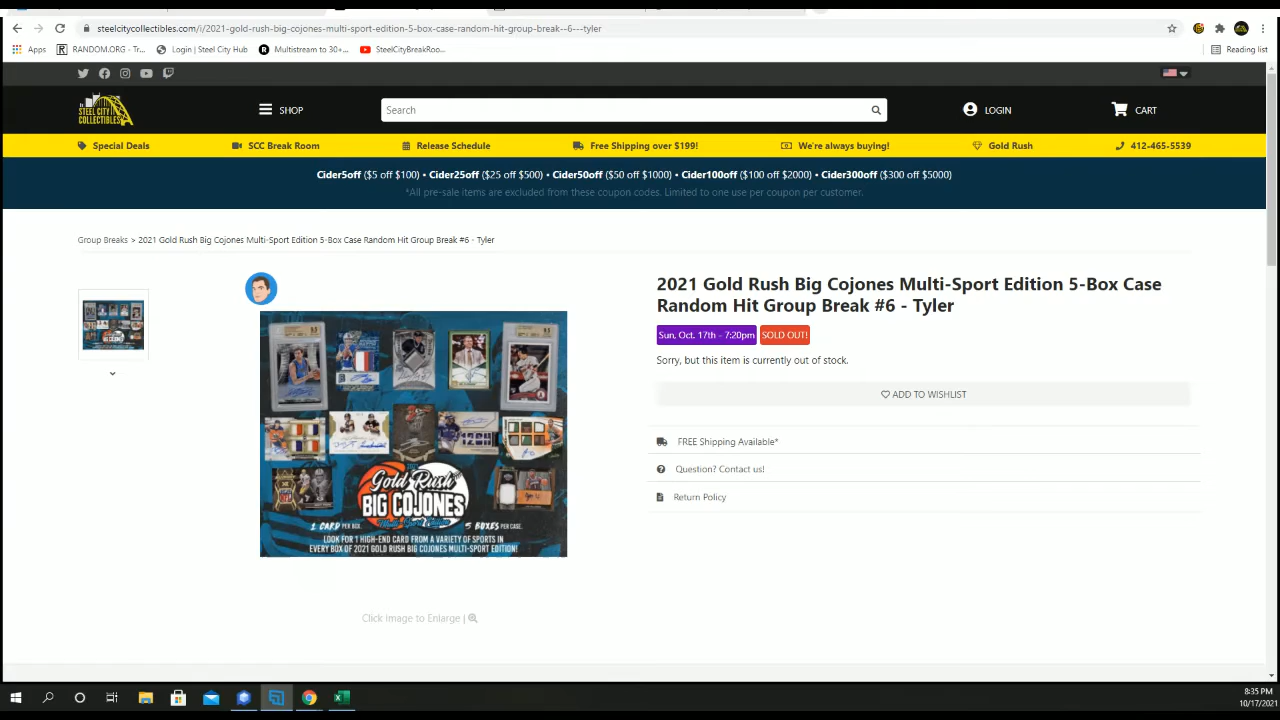 steelcitycollectibles.com/i/2021-gold-rush-big-cojones-multi-sport-edition-5-box-case-random-hit-group-break--6---tyler
Apps RANDOM.ORG - Tr... Login | Steel City Hub Multistream to 30+... SteelCityBreakRoo... Reading list
STEEL CITY
COLLECTIBLES
SHOP
Search
LOGIN
CART
Special Deals SCC Break Room Release Schedule Free Shipping over $199! We're always buying! Gold Rush 412-465-5539
Cider5off ($5 off $100) • Cider25off ($25 off $500) • Cider50off ($50 off $1000) • Cider100off ($100 off $2000) • Cider300off ($300 off $5000)
*All pre-sale items are excluded from these coupon codes. Limited to one use per coupon per customer.
Group Breaks > 2021 Gold Rush Big Cojones Multi-Sport Edition 5-Box Case Random Hit Group Break #6 - Tyler
2021 Gold Rush Big Cojones Multi-Sport Edition 5-Box Case
Random Hit Group Break #6 - Tyler
Sun, Oct. 17th - 7:20pm SOLD OUT!
Sorry, but this item is currently out of stock.
ADD TO WISHLIST
FREE Shipping Available*
Question? Contact us!
Return Policy
2021
Gold Rush
BIG COJONES
Multi-Sport Edition
1 CARD PER BOX. 5 BOXES PER CASE.
LOOK FOR 1 HIGH-END CARD FROM A VARIETY OF SPORTS IN
EVERY BOX OF 2021 GOLD RUSH BIG COJONES MULTI-SPORT EDITION!
Click Image to Enlarge |
8:35 PM
10/17/2021